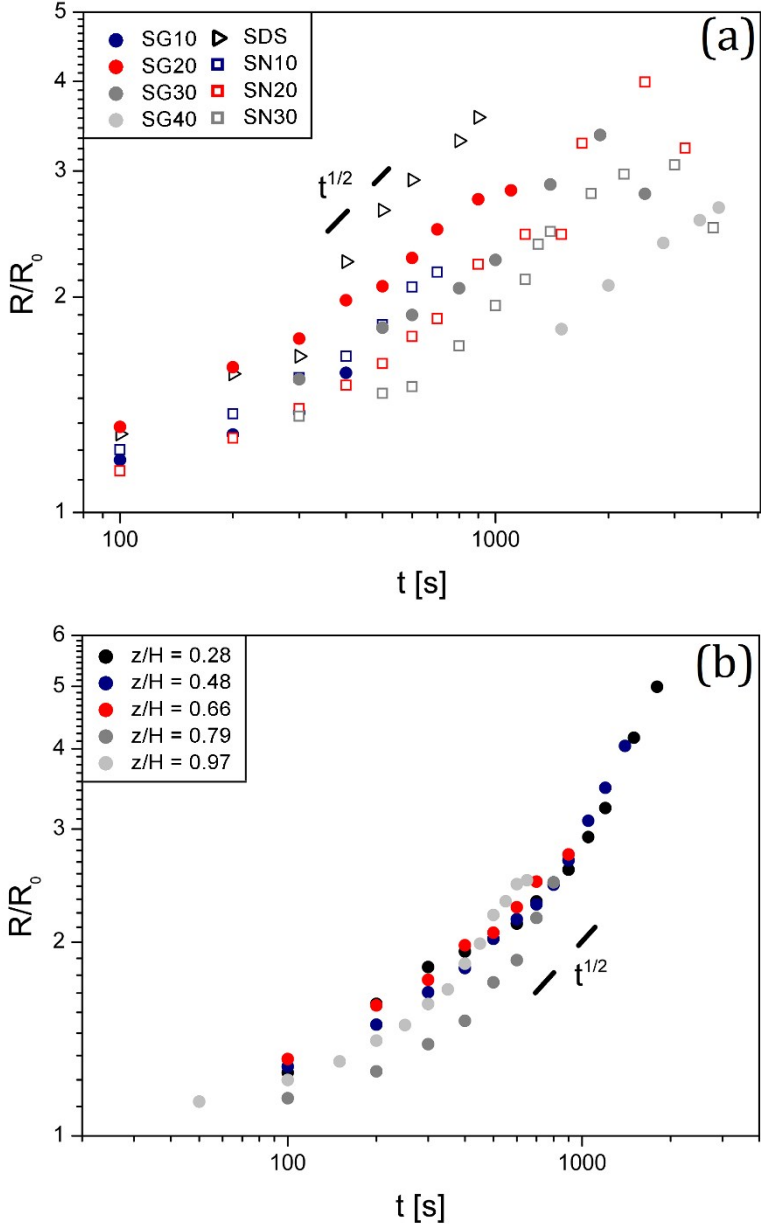 (a)
SG10 SDS
SG20 SN10
SG30 SN20
SG40 SN30
t1/2
5
4
3
2
1
R/R0
100 1000
t [s]
(b)
z/H = 0.28
z/H = 0.48
z/H = 0.66
z/H = 0.79
z/H = 0.97
t1/2
6
5
4
3
2
1
R/R0
100 1000
t [s]